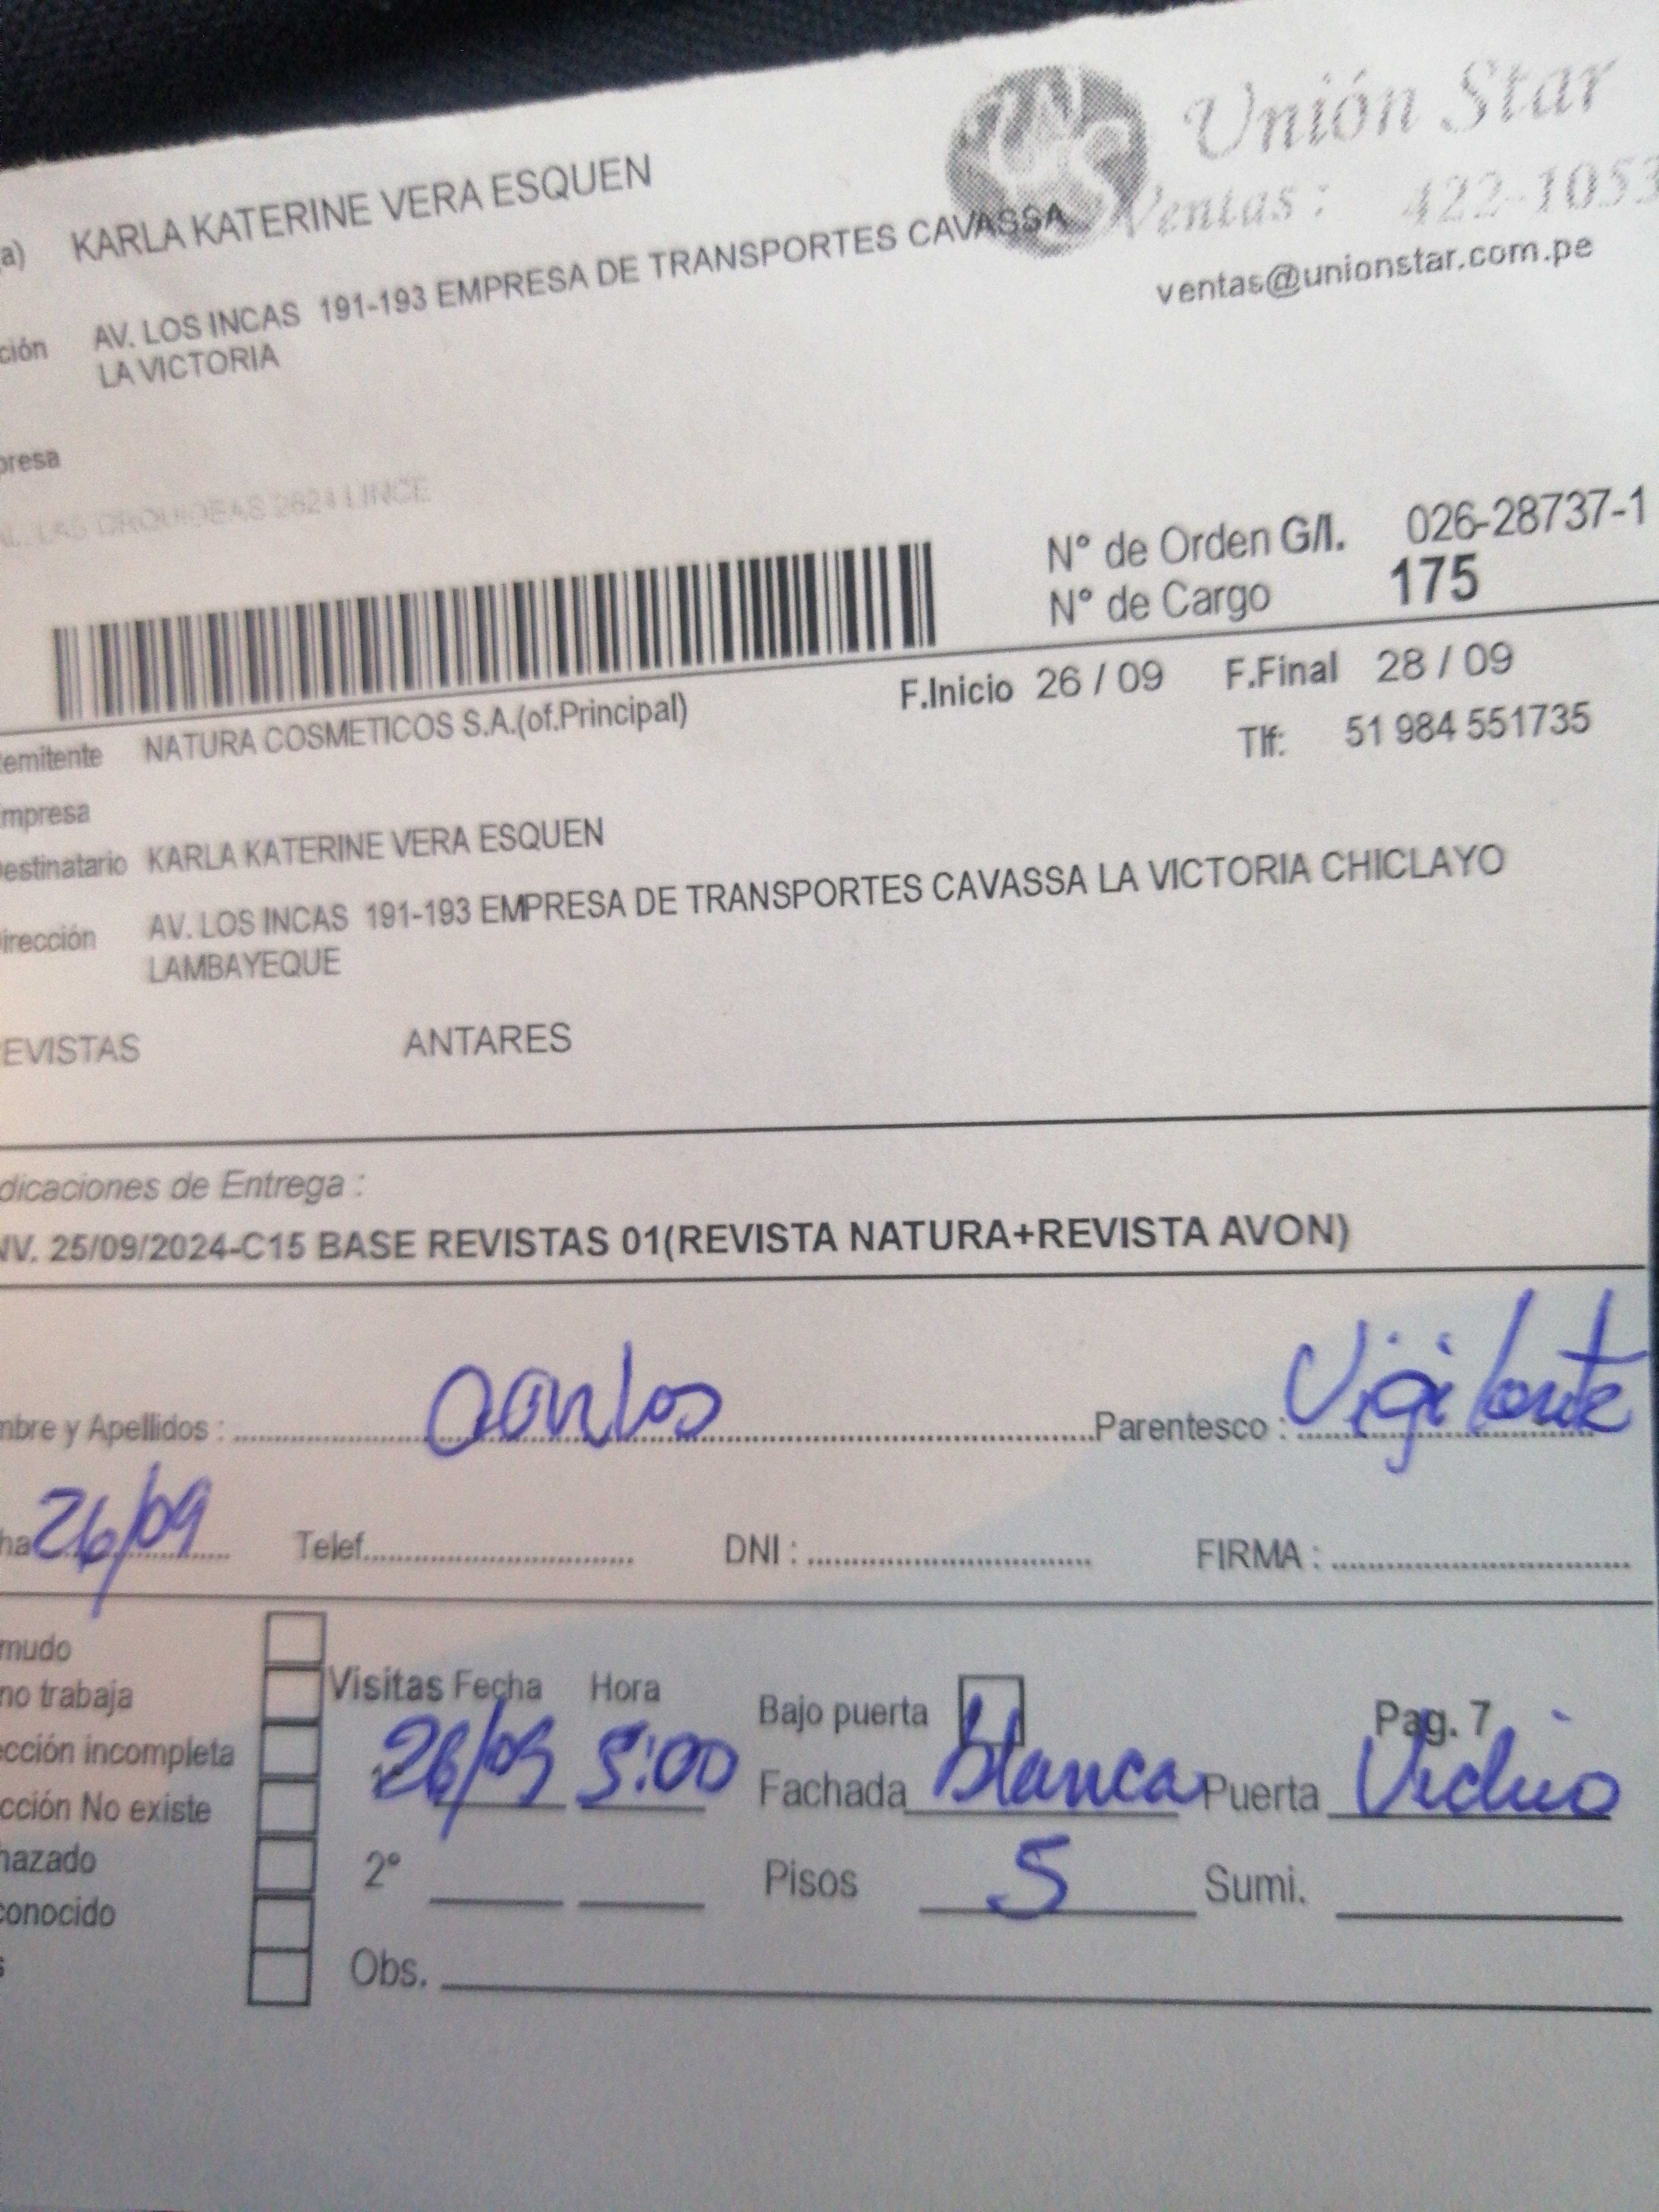 Unión Star
Ventas: 422-1053
ventas@unionstar.com.pe
a) KARLA KATERINE VERA ESQUEN
ción AV. LOS INCAS 191-193 EMPRESA DE TRANSPORTES CAVASSA
LA VICTORIA
presa
LAS ORQUIDEAS 2624 LINCE
N° de Orden G/I. 026-28737-1
N° de Cargo 175
F.Inicio 26 / 09 F.Final 28 / 09
emitente NATURA COSMETICOS S.A.(of.Principal) Tlf: 51 984 551735
mpresa
estinatario KARLA KATERINE VERA ESQUEN
irección AV. LOS INCAS 191-193 EMPRESA DE TRANSPORTES CAVASSA LA VICTORIA CHICLAYO
LAMBAYEQUE
EVISTAS ANTARES
dicaciones de Entrega :
NV. 25/09/2024-C15 BASE REVISTAS 01(REVISTA NATURA+REVISTA AVON)
mbre y Apellidos : Carlos Parentesco : Vigilante
ha 26/09 Telef. DNI : FIRMA :
mudo
no trabaja Visitas Fecha Hora Bajo puerta Pag. 7
cción incompleta 26/09 5:00 Fachada blanca Puerta Vidrio
cción No existe
hazado 2° Pisos 5 Sumi.
conocido
s Obs.